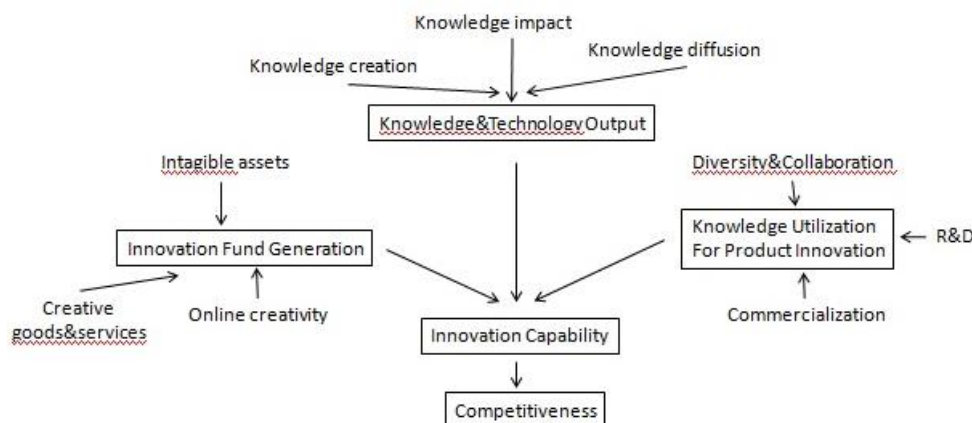 Knowledge impact
Knowledge diffusion
Knowledge creation
Knowledge&Technology Output
Intagible assets
Diversity&Collaboration
Innovation Fund Generation
Knowledge Utilization
For Product Innovation
R&D
Creative
goods&services
Online creativity
Commercialization
Innovation Capability
Competitiveness